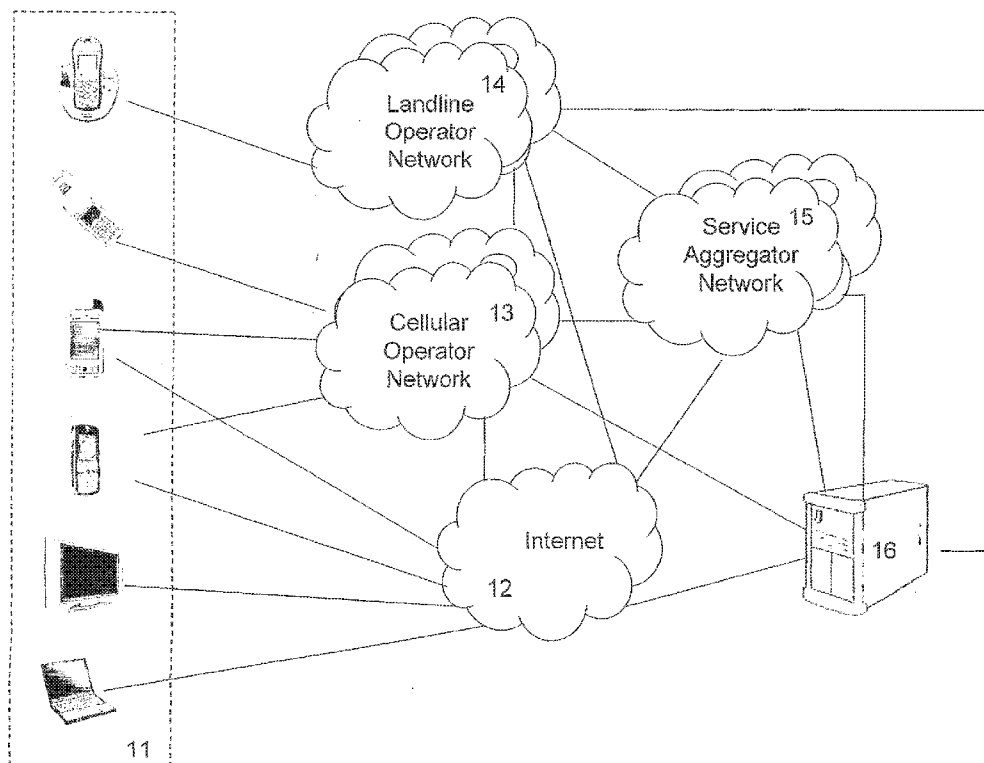 14
Landline
Operator
Network
15
Service
Aggregator
Network
13
Cellular
Operator
Network
Internet
12
16
11